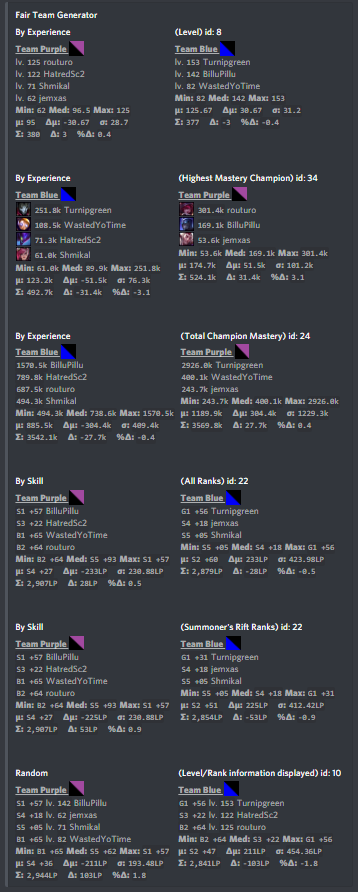 Fair Team Generator
By Experience (Level) id: 8
Team Purple Team Blue
lv. 125 routuro lv. 153 Turnipgreen
lv. 122 HatredSc2 lv. 142 BilluPillu
lv. 71 Shmikal lv. 82 WastedYoTime
lv. 62 jemxas
Min: 62 Med: 96.5 Max: 125 Min: 82 Med: 142 Max: 153
μ: 95 Δμ: -30.67 σ: 28.7 μ: 125.67 Δμ: 30.67 σ: 31.2
Σ: 380 Δ: 3 %Δ: 0.4 Σ: 377 Δ: -3 %Δ: -0.4
By Experience (Highest Mastery Champion) id: 34
Team Blue Team Purple
251.8k Turnipgreen 301.4k routuro
108.5k WastedYoTime 169.1k BilluPillu
71.3k HatredSc2 53.6k jemxas
61.0k Shmikal
Min: 61.0k Med: 89.9k Max: 251.8k Min: 53.6k Med: 169.1k Max: 301.4k
μ: 123.2k Δμ: -51.5k σ: 76.3k μ: 174.7k Δμ: 51.5k σ: 101.2k
Σ: 492.7k Δ: -31.4k %Δ: -3.1 Σ: 524.1k Δ: 31.4k %Δ: 3.1
By Experience (Total Champion Mastery) id: 24
Team Blue Team Purple
1570.5k BilluPillu 2926.0k Turnipgreen
789.8k HatredSc2 400.1k WastedYoTime
687.5k routuro 243.7k jemxas
494.3k Shmikal
Min: 494.3k Med: 738.6k Max: 1570.5k Min: 243.7k Med: 400.1k Max: 2926.0k
μ: 885.5k Δμ: -304.4k σ: 409.4k μ: 1189.9k Δμ: 304.4k σ: 1229.3k
Σ: 3542.1k Δ: -27.7k %Δ: -0.4 Σ: 3569.8k Δ: 27.7k %Δ: 0.4
By Skill (All Ranks) id: 22
Team Purple Team Blue
S1 +57 BilluPillu G1 +56 Turnipgreen
S3 +22 HatredSc2 S4 +18 jemxas
B1 +65 WastedYoTime S5 +05 Shmikal
B2 +64 routuro
Min: B2 +64 Med: S5 +93 Max: S1 +57 Min: S5 +05 Med: S4 +18 Max: G1 +56
μ: S4 +27 Δμ: -233LP σ: 230.88LP μ: S2 +60 Δμ: 233LP σ: 423.98LP
Σ: 2,907LP Δ: 28LP %Δ: 0.5 Σ: 2,879LP Δ: -28LP %Δ: -0.5
By Skill (Summoner's Rift Ranks) id: 22
Team Purple Team Blue
S1 +57 BilluPillu G1 +31 Turnipgreen
S3 +22 HatredSc2 S4 +18 jemxas
B1 +65 WastedYoTime S5 +05 Shmikal
B2 +64 routuro
Min: B2 +64 Med: S5 +93 Max: S1 +57 Min: S5 +05 Med: S4 +18 Max: G1 +31
μ: S4 +27 Δμ: -225LP σ: 230.88LP μ: S2 +51 Δμ: 225LP σ: 412.42LP
Σ: 2,907LP Δ: 53LP %Δ: 0.9 Σ: 2,854LP Δ: -53LP %Δ: -0.9
Random (Level/Rank information displayed) id: 10
Team Purple Team Blue
S1 +57 lv. 142 BilluPillu G1 +56 lv. 153 Turnipgreen
S4 +18 lv. 62 jemxas S3 +22 lv. 122 HatredSc2
S5 +05 lv. 71 Shmikal B2 +64 lv. 125 routuro
B1 +65 lv. 82 WastedYoTime
Min: B1 +65 Med: S5 +62 Max: S1 +57 Min: B2 +64 Med: S3 +22 Max: G1 +56
μ: S4 +36 Δμ: -211LP σ: 193.48LP μ: S2 +47 Δμ: 211LP σ: 454.36LP
Σ: 2,944LP Δ: 103LP %Δ: 1.8 Σ: 2,841LP Δ: -103LP %Δ: -1.8